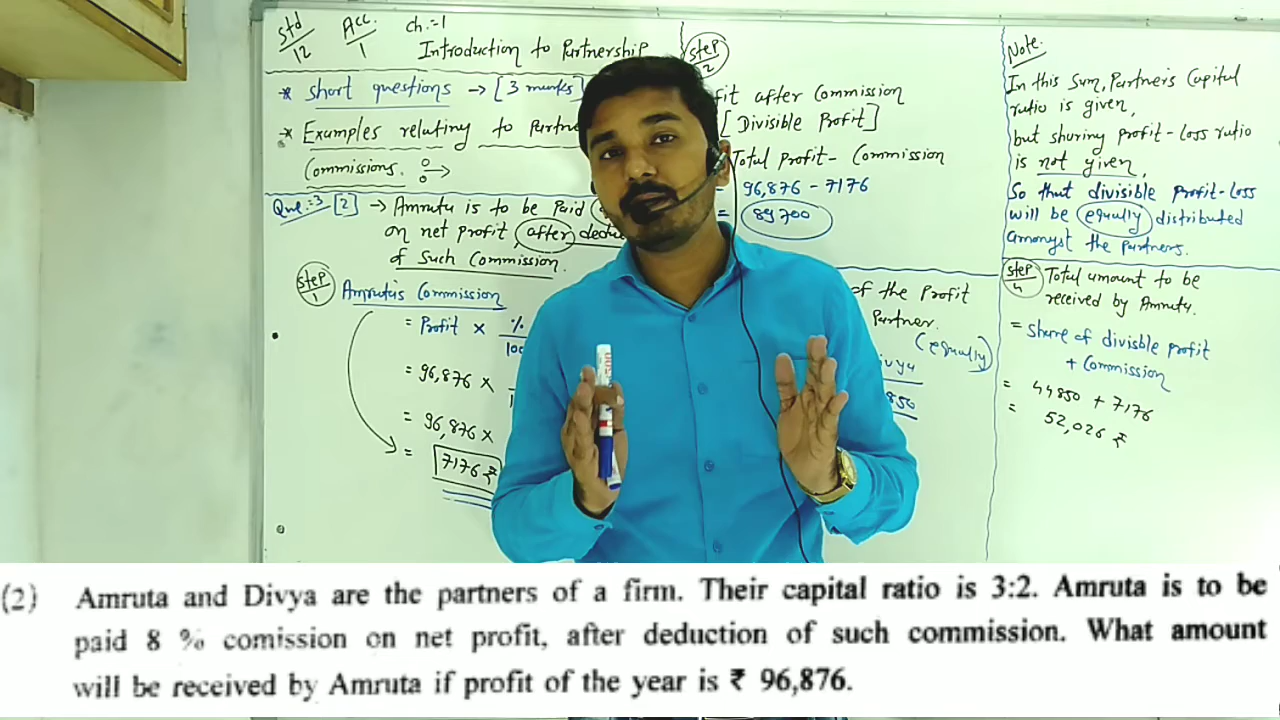 Std 12
Acc. 1
ch.=1
Introduction to Partnership
* short questions → [3 marks]
* Examples relating to Partne
Commissions. →
Que.=3 [2] → Amruta is to be paid
on net profit, after deduc
of Such Commission.
Step 1
Amruta's Commission
= Profit × %
100
= 96,876 ×
= 96,876 ×
= 7176 ₹
Step 2
fit after Commission
[Divisible Profit]
Total profit - Commission
96,876 - 7176
= 89700
of the Profit
Partner.
(equally)
ivya
850
Note:
In this Sum, Partner's Capital
ratio is given,
but sharing profit-Loss ratio
is not given.
So that divisible Profit-Loss
will be equally distributed
amongst the partners.
Step 4
Total amount to be
received by Amruta.
= share of divisble profit
+ Commission
= 44850 + 7176
= 52,026 ₹
(2) Amruta and Divya are the partners of a firm. Their capital ratio is 3:2. Amruta is to be
paid 8 % comission on net profit, after deduction of such commission. What amount
will be received by Amruta if profit of the year is ₹ 96,876.